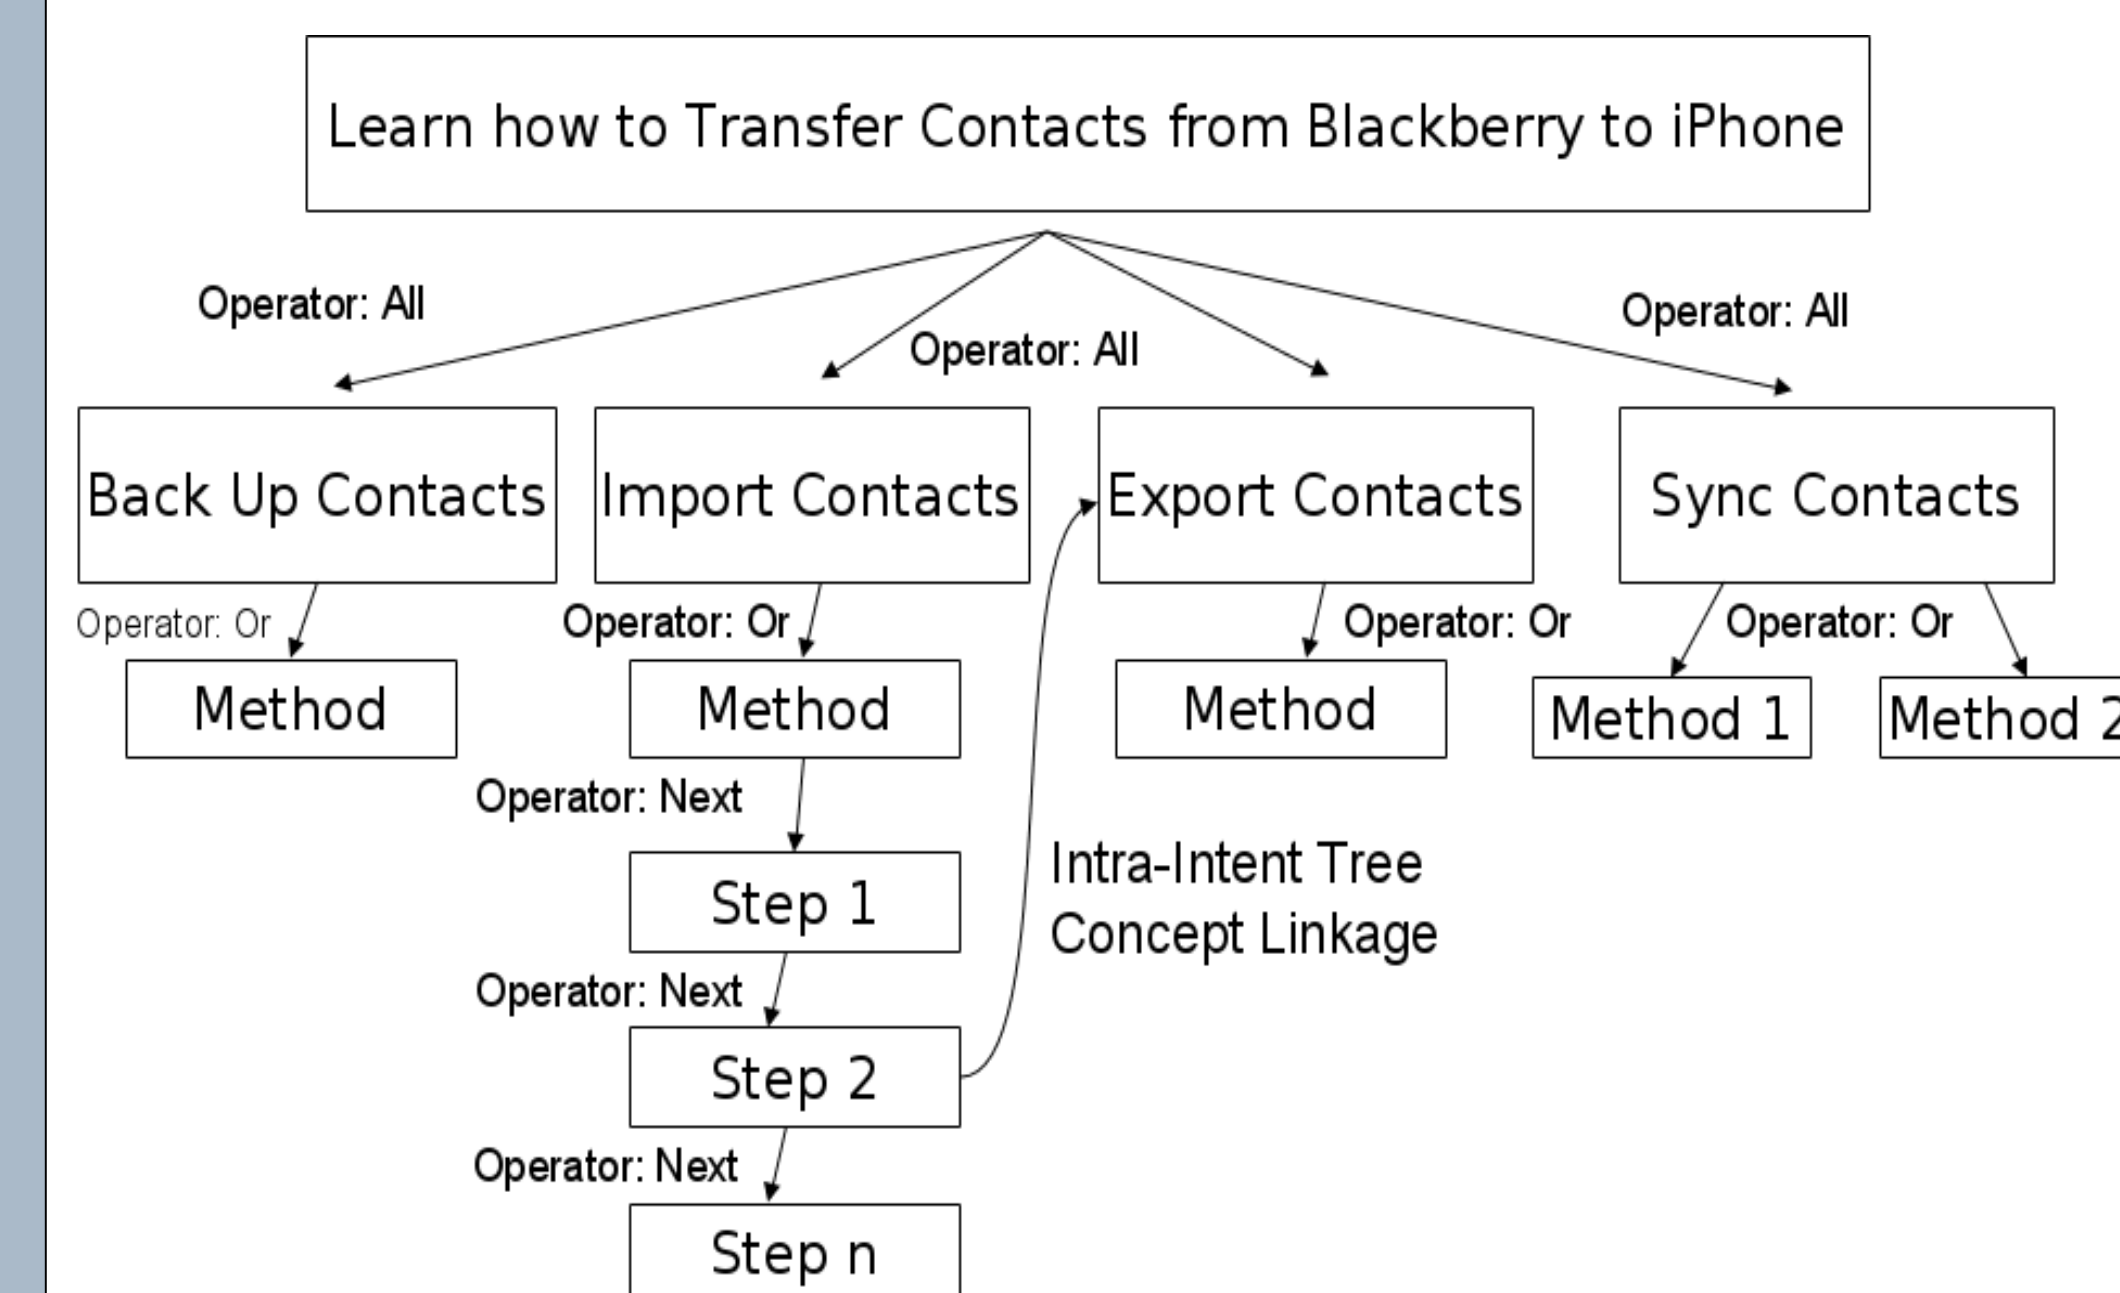 Learn how to Transfer Contacts from Blackberry to iPhone
Operator: All
Operator: All
Operator: All
Back Up Contacts
Import Contacts
Export Contacts
Sync Contacts
Operator: Or
Operator: Or
Operator: Or
Operator: Or
Method
Method
Method
Method 1
Method 2
Operator: Next
Step 1
Intra-Intent Tree
Concept Linkage
Operator: Next
Step 2
Operator: Next
Step n